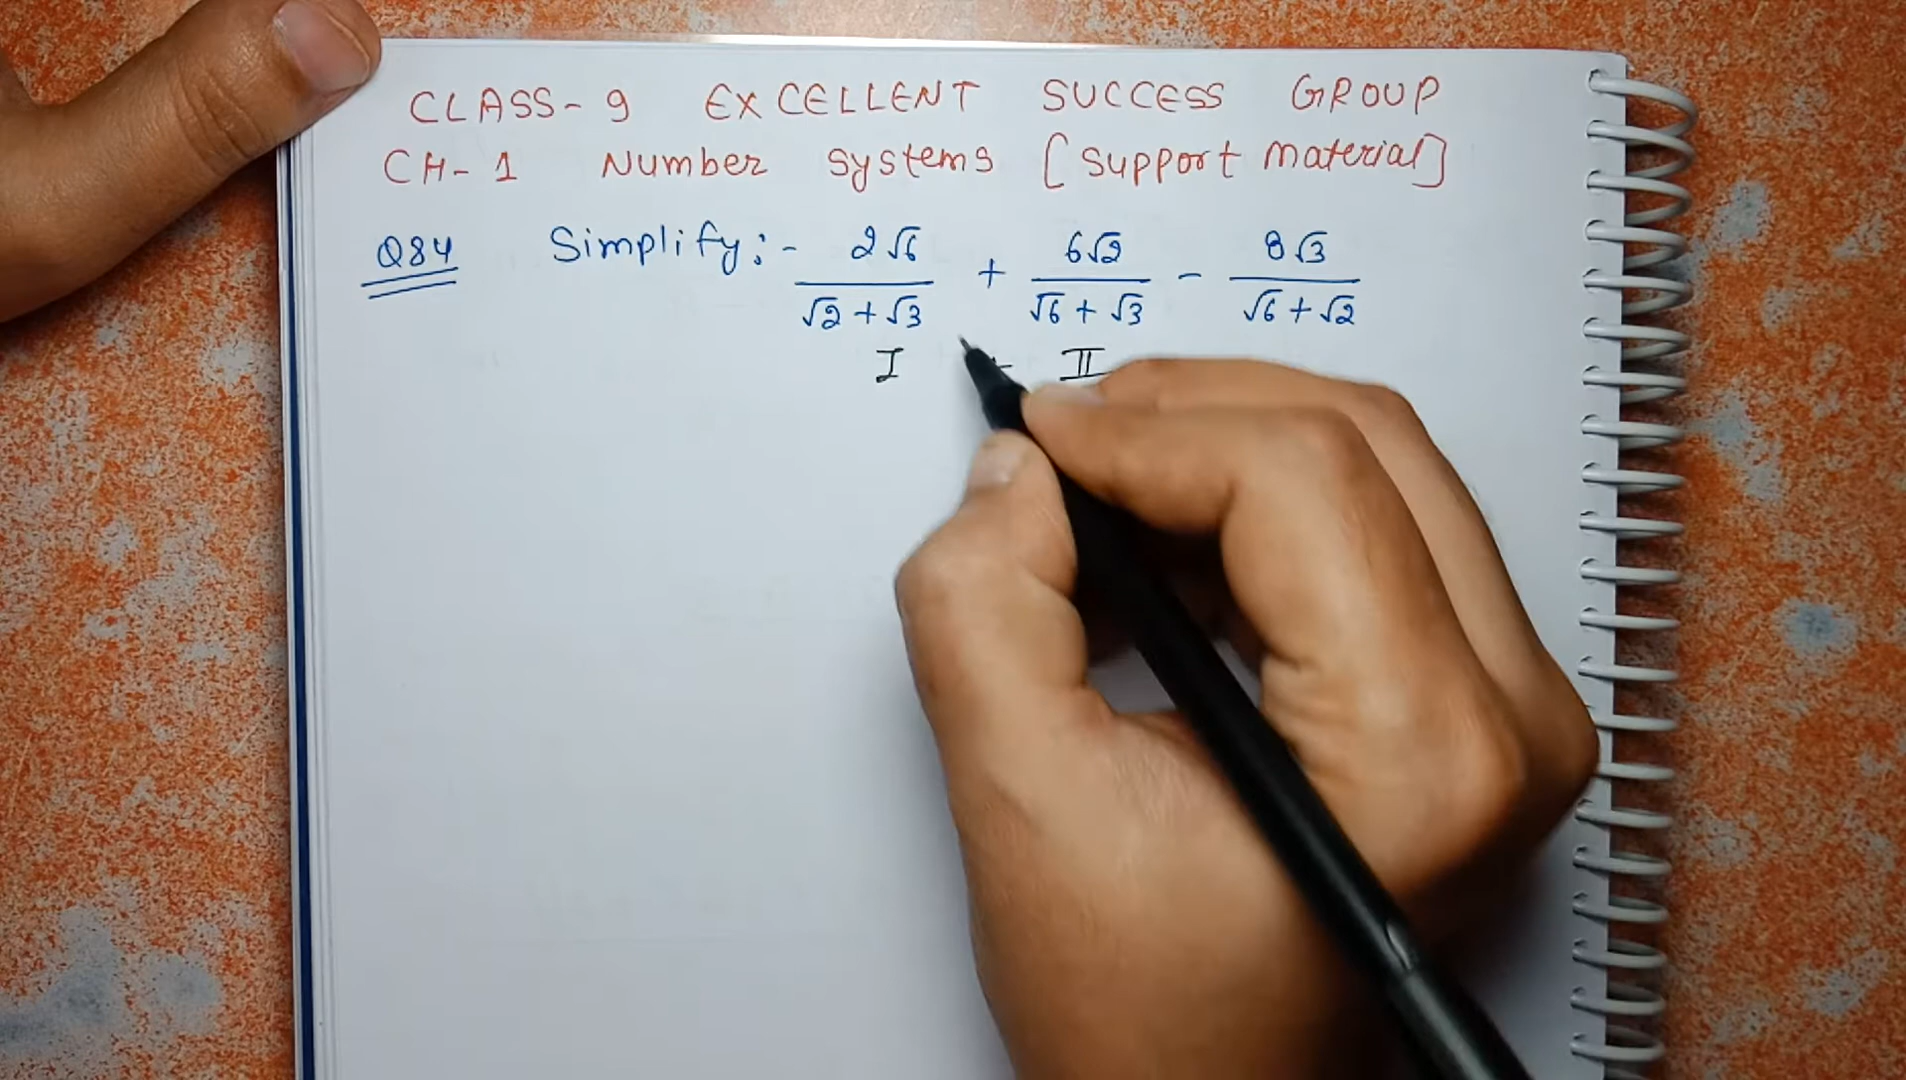 CLASS-9 EXCELLENT SUCCESS GROUP
CH-1 Number systems [support material]
Q84 Simplify:- 2√6/(√2+√3) + 6√2/(√6+√3) - 8√3/(√6+√2)
I + II